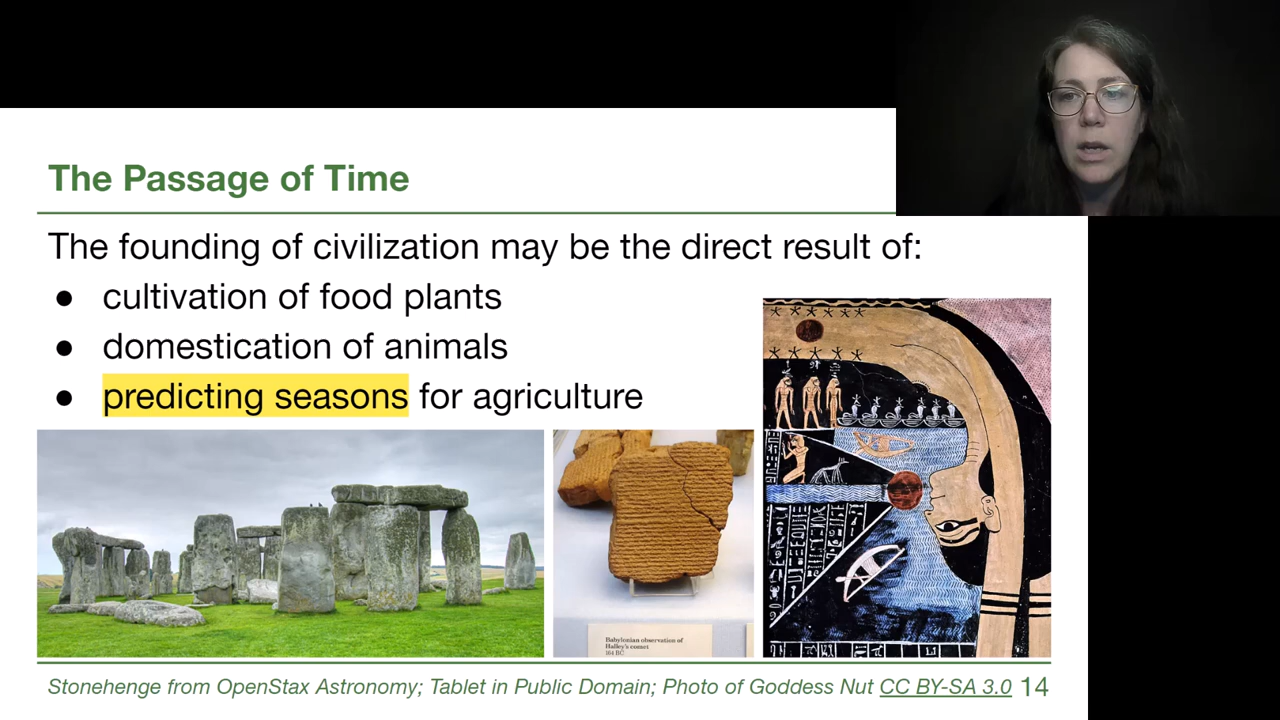 The Passage of Time
The founding of civilization may be the direct result of:
● cultivation of food plants
● domestication of animals
● predicting seasons for agriculture
Babylonian observation of
Halley's comet
164 BC
Stonehenge from OpenStax Astronomy; Tablet in Public Domain; Photo of Goddess Nut CC BY-SA 3.0 14